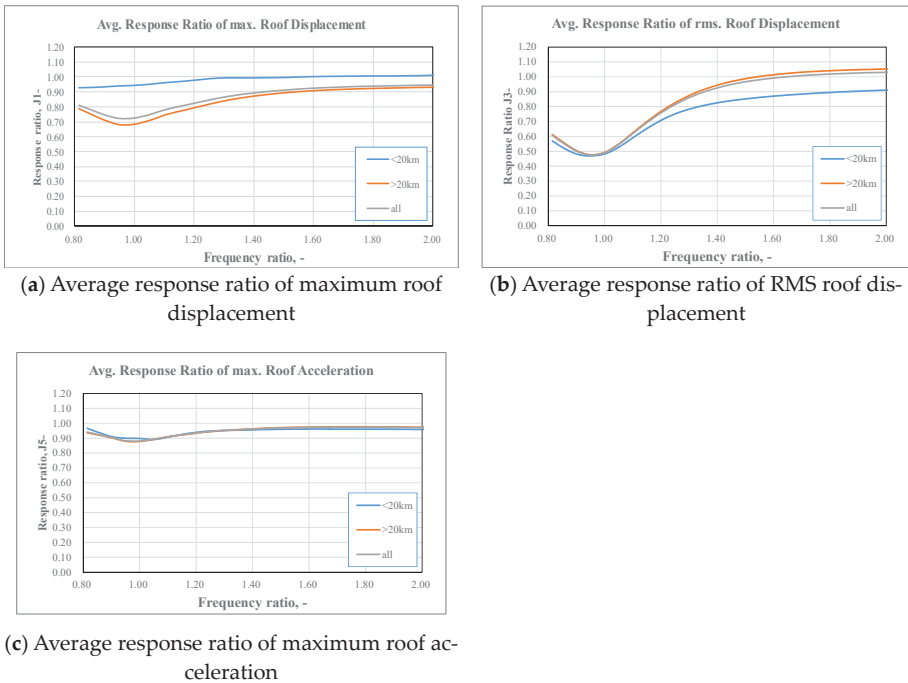 Avg. Response Ratio of max. Roof Displacement
Response ratio, J1-
1.20
1.10
1.00
0.90
0.80
0.70
0.60
0.50
0.40
0.30
0.20
0.10
0.00
<20km
>20km
all
0.80 1.00 1.20 1.40 1.60 1.80 2.00
Frequency ratio, -
(a) Average response ratio of maximum roof
displacement
Avg. Response Ratio of rms. Roof Displacement
Response Ratio J3-
1.20
1.10
1.00
0.90
0.80
0.70
0.60
0.50
0.40
0.30
0.20
0.10
0.00
<20km
>20km
all
0.80 1.00 1.20 1.40 1.60 1.80 2.00
Frequency ratio, -
(b) Average response ratio of RMS roof dis-
placement
Avg. Response Ratio of max. Roof Acceleration
Response ratio, J5-
1.20
1.10
1.00
0.90
0.80
0.70
0.60
0.50
0.40
0.30
0.20
0.10
0.00
<20km
>20km
all
0.80 1.00 1.20 1.40 1.60 1.80 2.00
Frequency ratio, -
(c) Average response ratio of maximum roof ac-
celeration